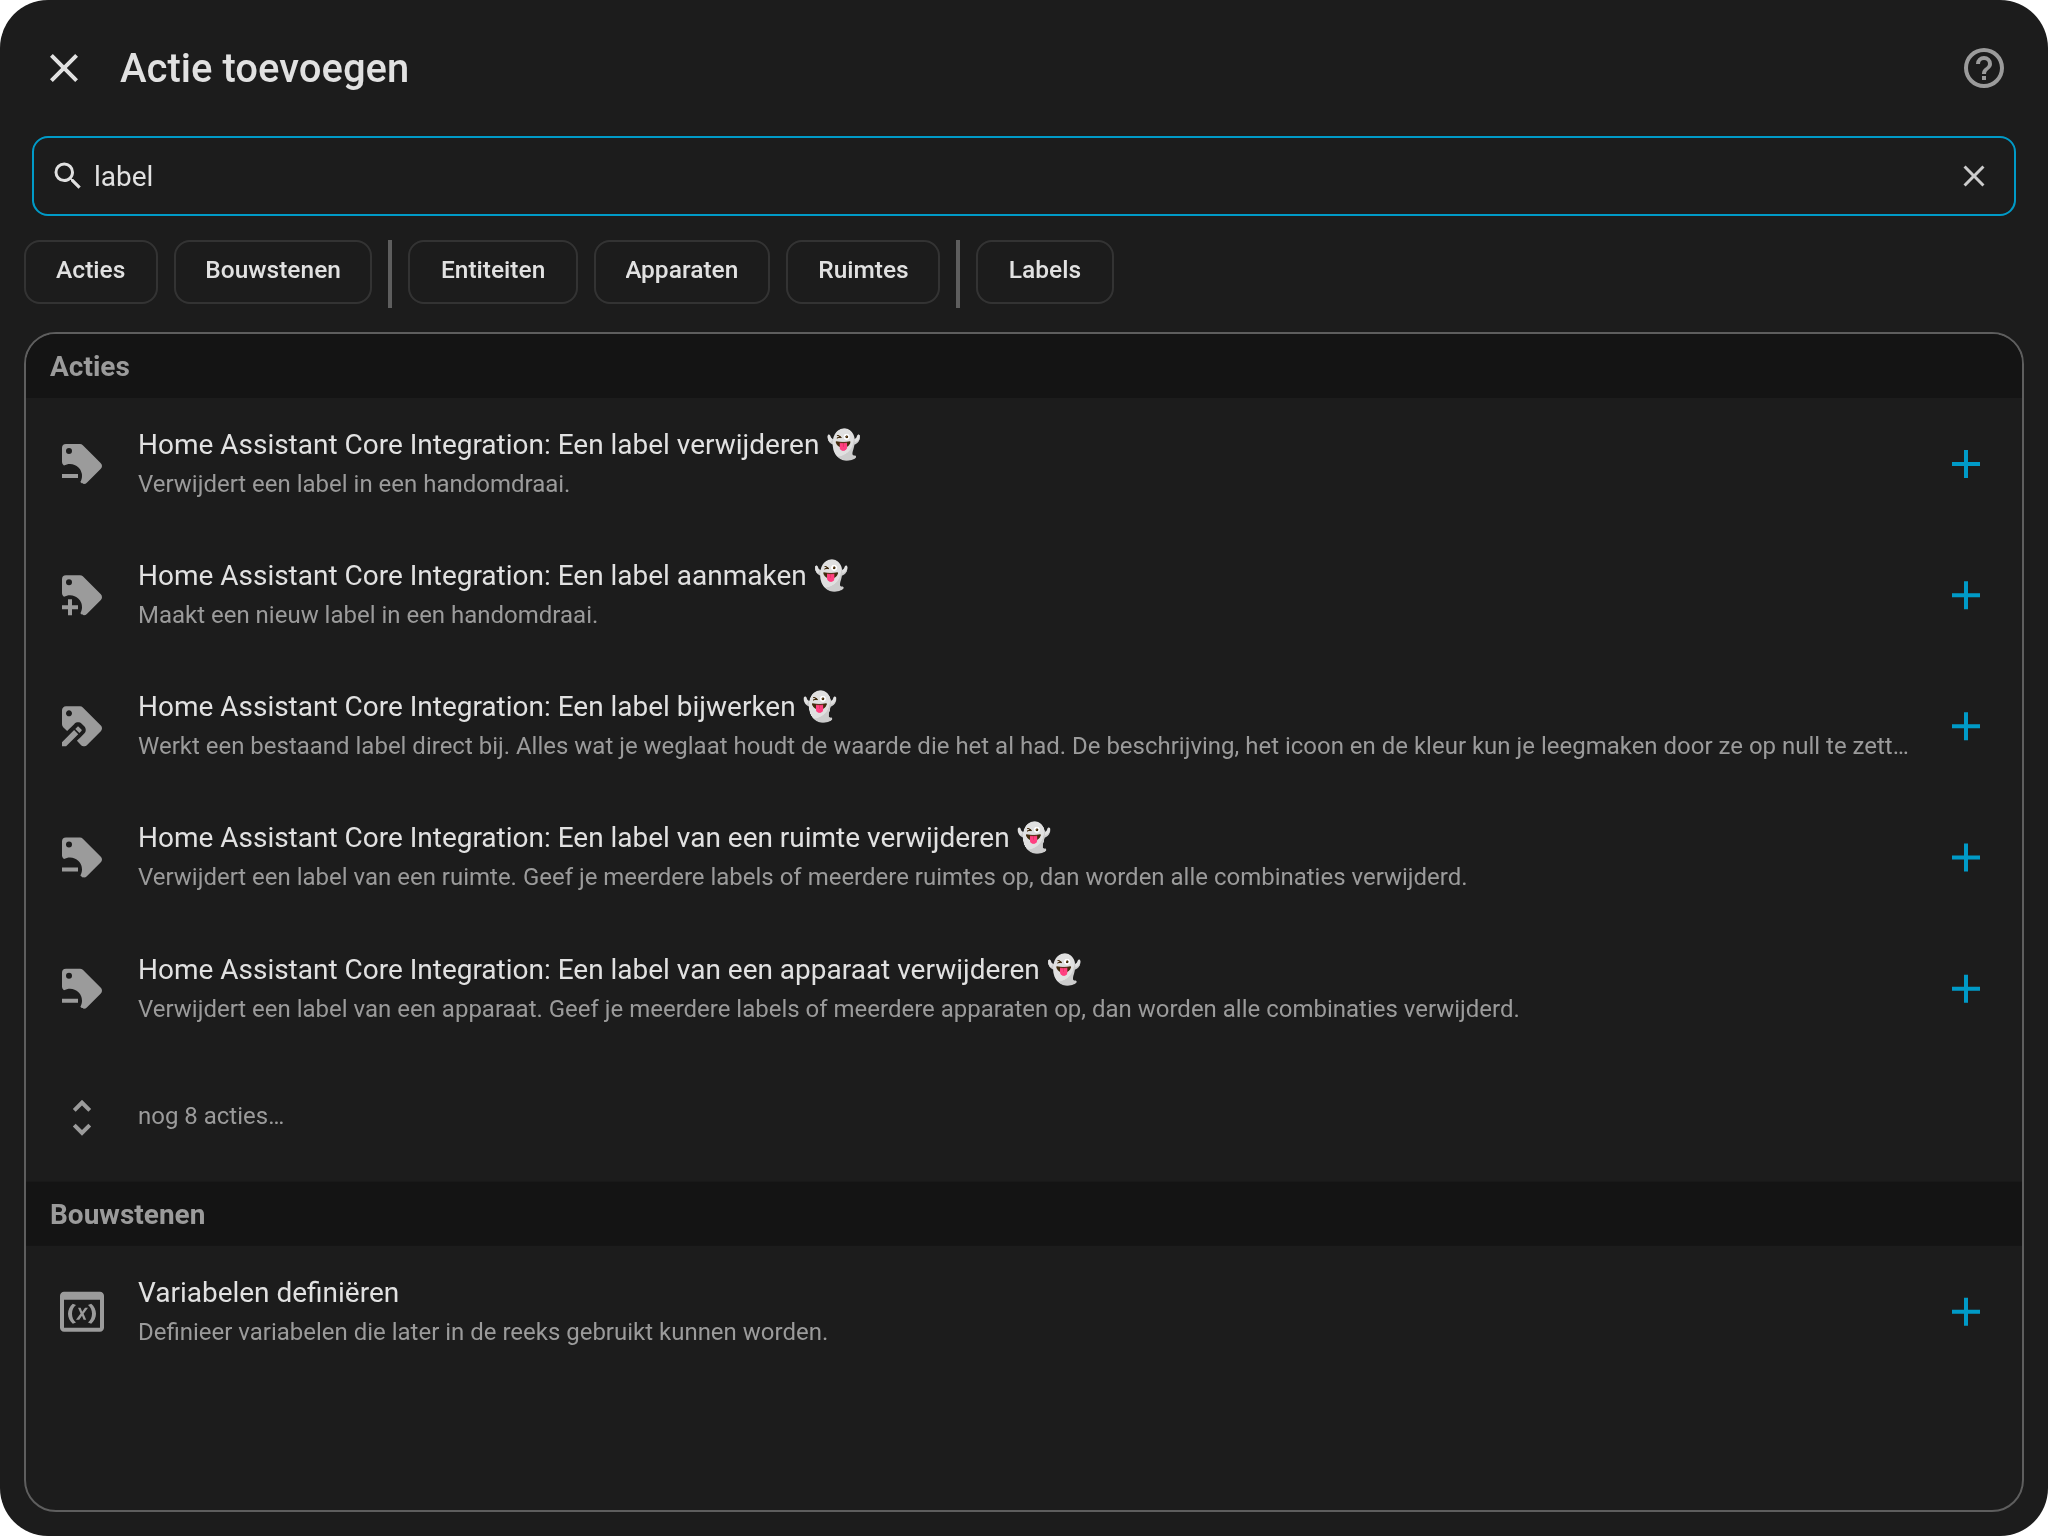 Actie toevoegen
label
Acties
Bouwstenen
Entiteiten
Apparaten
Ruimtes
Labels
Acties
Home Assistant Core Integration: Een label verwijderen 👻
Verwijdert een label in een handomdraai.
Home Assistant Core Integration: Een label aanmaken 👻
Maakt een nieuw label in een handomdraai.
Home Assistant Core Integration: Een label bijwerken 👻
Werkt een bestaand label direct bij. Alles wat je weglaat houdt de waarde die het al had. De beschrijving, het icoon en de kleur kun je leegmaken door ze op null te zett...
Home Assistant Core Integration: Een label van een ruimte verwijderen 👻
Verwijdert een label van een ruimte. Geef je meerdere labels of meerdere ruimtes op, dan worden alle combinaties verwijderd.
Home Assistant Core Integration: Een label van een apparaat verwijderen 👻
Verwijdert een label van een apparaat. Geef je meerdere labels of meerdere apparaten op, dan worden alle combinaties verwijderd.
nog 8 acties...
Bouwstenen
(x)
Variabelen definiëren
Definieer variabelen die later in de reeks gebruikt kunnen worden.